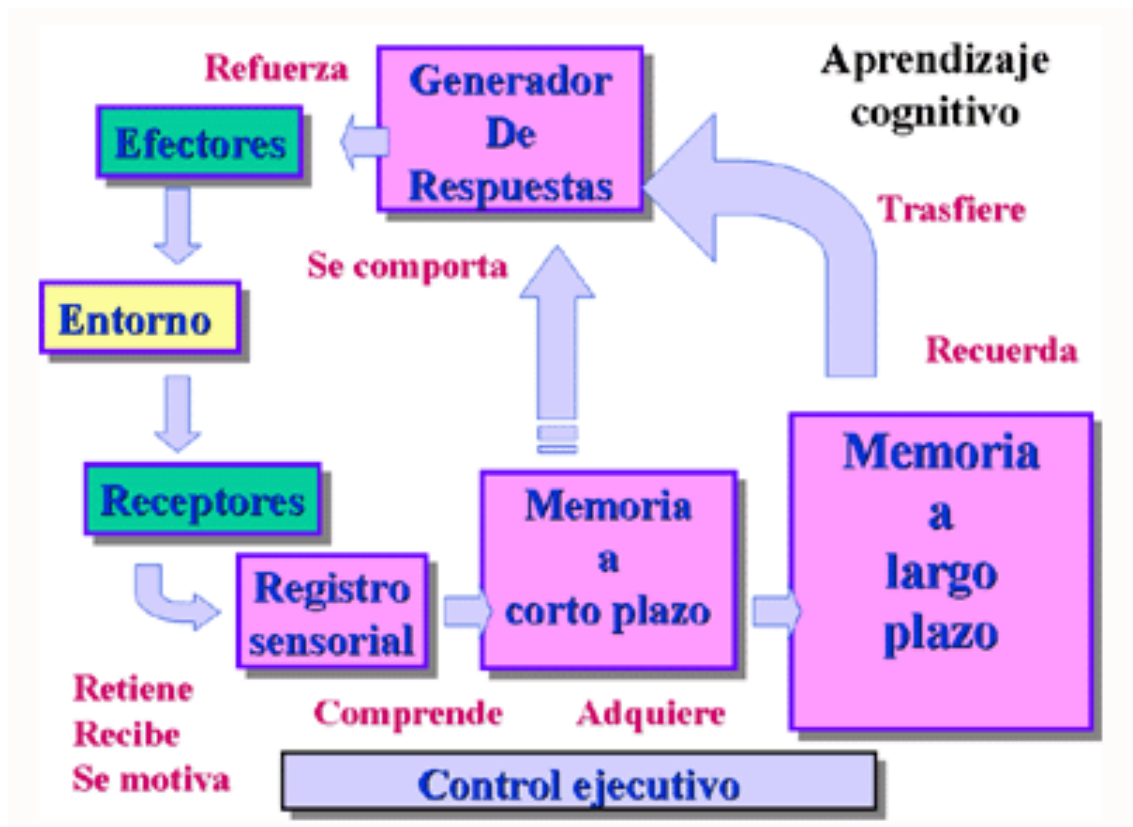 Aprendizaje
cognitivo
Refuerza
Generador
De
Respuestas
Efectores
Trasfiere
Se comporta
Entorno
Recuerda
Receptores
Memoria
a
corto plazo
Memoria
a
largo
plazo
Registro
sensorial
Retiene
Recibe
Se motiva
Comprende
Adquiere
Control ejecutivo